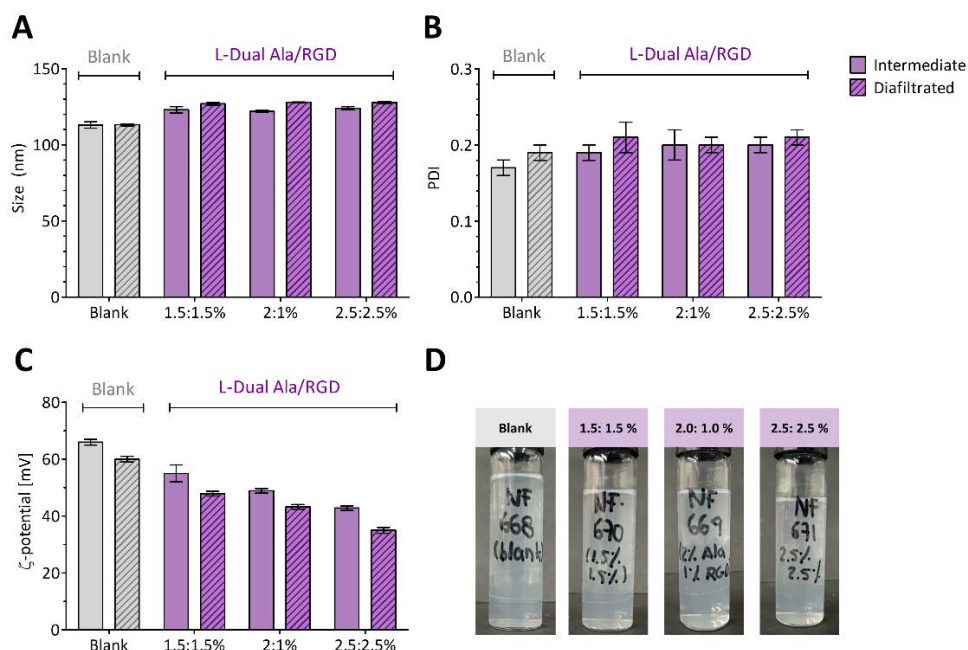 A
Blank
L-Dual Ala/RGD
150
100
50
0
Size (nm)
Blank
1.5:1.5%
2:1%
2.5:2.5%
B
Blank
L-Dual Ala/RGD
0.3
0.2
0.1
0.0
PDI
Blank
1.5:1.5%
2:1%
2.5:2.5%
Intermediate
Diafiltrated
C
Blank
L-Dual Ala/RGD
80
60
40
20
0
ζ-potential [mV]
Blank
1.5:1.5%
2:1%
2.5:2.5%
D
Blank
1.5: 1.5 %
2.0: 1.0 %
2.5: 2.5 %
NF
668
(blank)
NF
670
(1.5%
1.5%)
NF
669
(2% Ala
1% RGD
NF
671
2.5%
2.5%